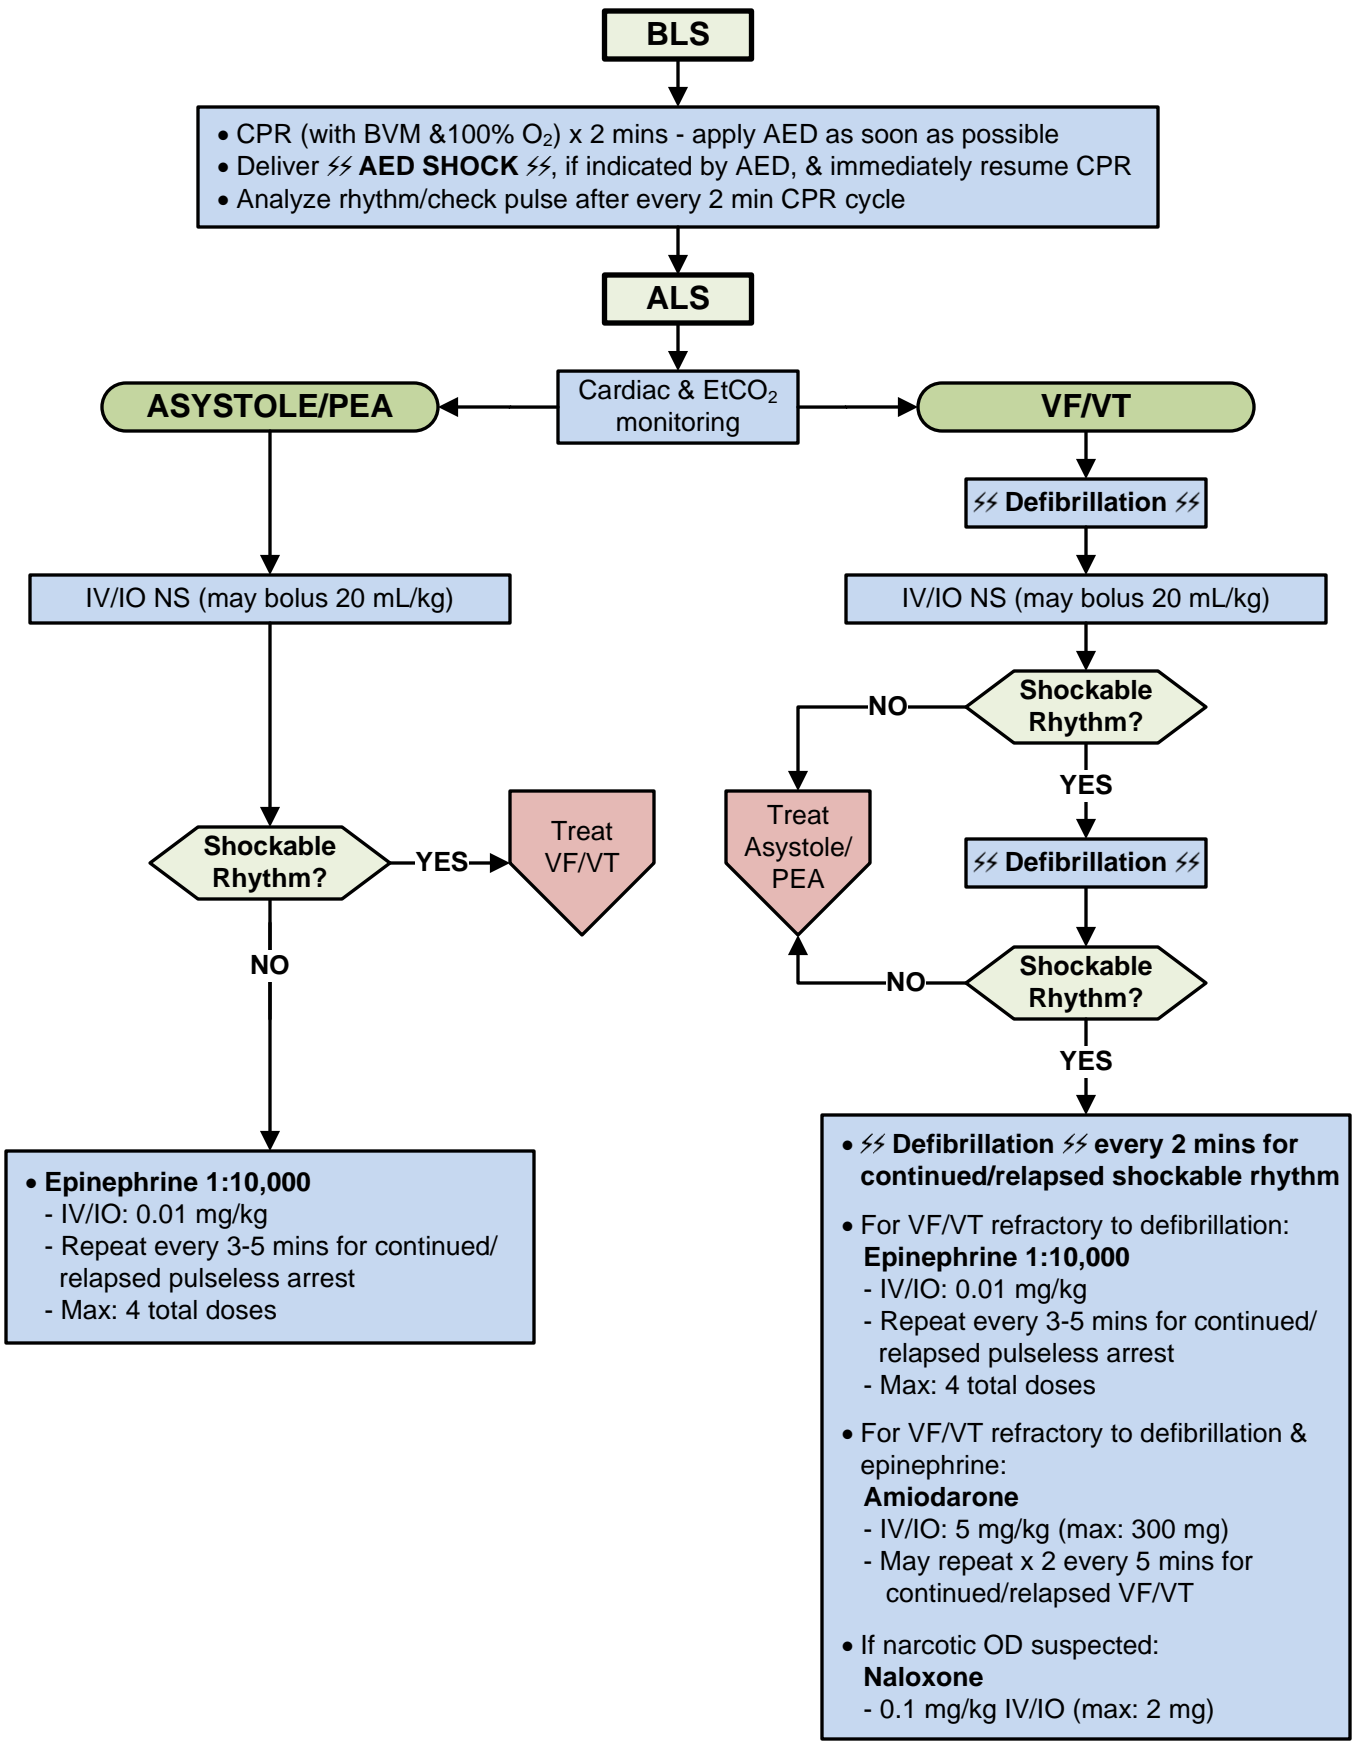 BLS
• CPR (with BVM &100% O₂) x 2 mins - apply AED as soon as possible
• Deliver ⚡⚡ AED SHOCK ⚡⚡, if indicated by AED, & immediately resume CPR
• Analyze rhythm/check pulse after every 2 min CPR cycle
ALS
Cardiac & EtCO₂
monitoring
ASYSTOLE/PEA
IV/IO NS (may bolus 20 mL/kg)
Shockable
Rhythm?
YES
Treat
VF/VT
NO
• Epinephrine 1:10,000
- IV/IO: 0.01 mg/kg
- Repeat every 3-5 mins for continued/
relapsed pulseless arrest
- Max: 4 total doses
VF/VT
⚡⚡ Defibrillation ⚡⚡
IV/IO NS (may bolus 20 mL/kg)
Shockable
Rhythm?
NO
Treat
Asystole/
PEA
YES
⚡⚡ Defibrillation ⚡⚡
Shockable
Rhythm?
NO
YES
• ⚡⚡ Defibrillation ⚡⚡ every 2 mins for
continued/relapsed shockable rhythm
• For VF/VT refractory to defibrillation:
Epinephrine 1:10,000
- IV/IO: 0.01 mg/kg
- Repeat every 3-5 mins for continued/
relapsed pulseless arrest
- Max: 4 total doses
• For VF/VT refractory to defibrillation &
epinephrine:
Amiodarone
- IV/IO: 5 mg/kg (max: 300 mg)
- May repeat x 2 every 5 mins for
continued/relapsed VF/VT
• If narcotic OD suspected:
Naloxone
- 0.1 mg/kg IV/IO (max: 2 mg)